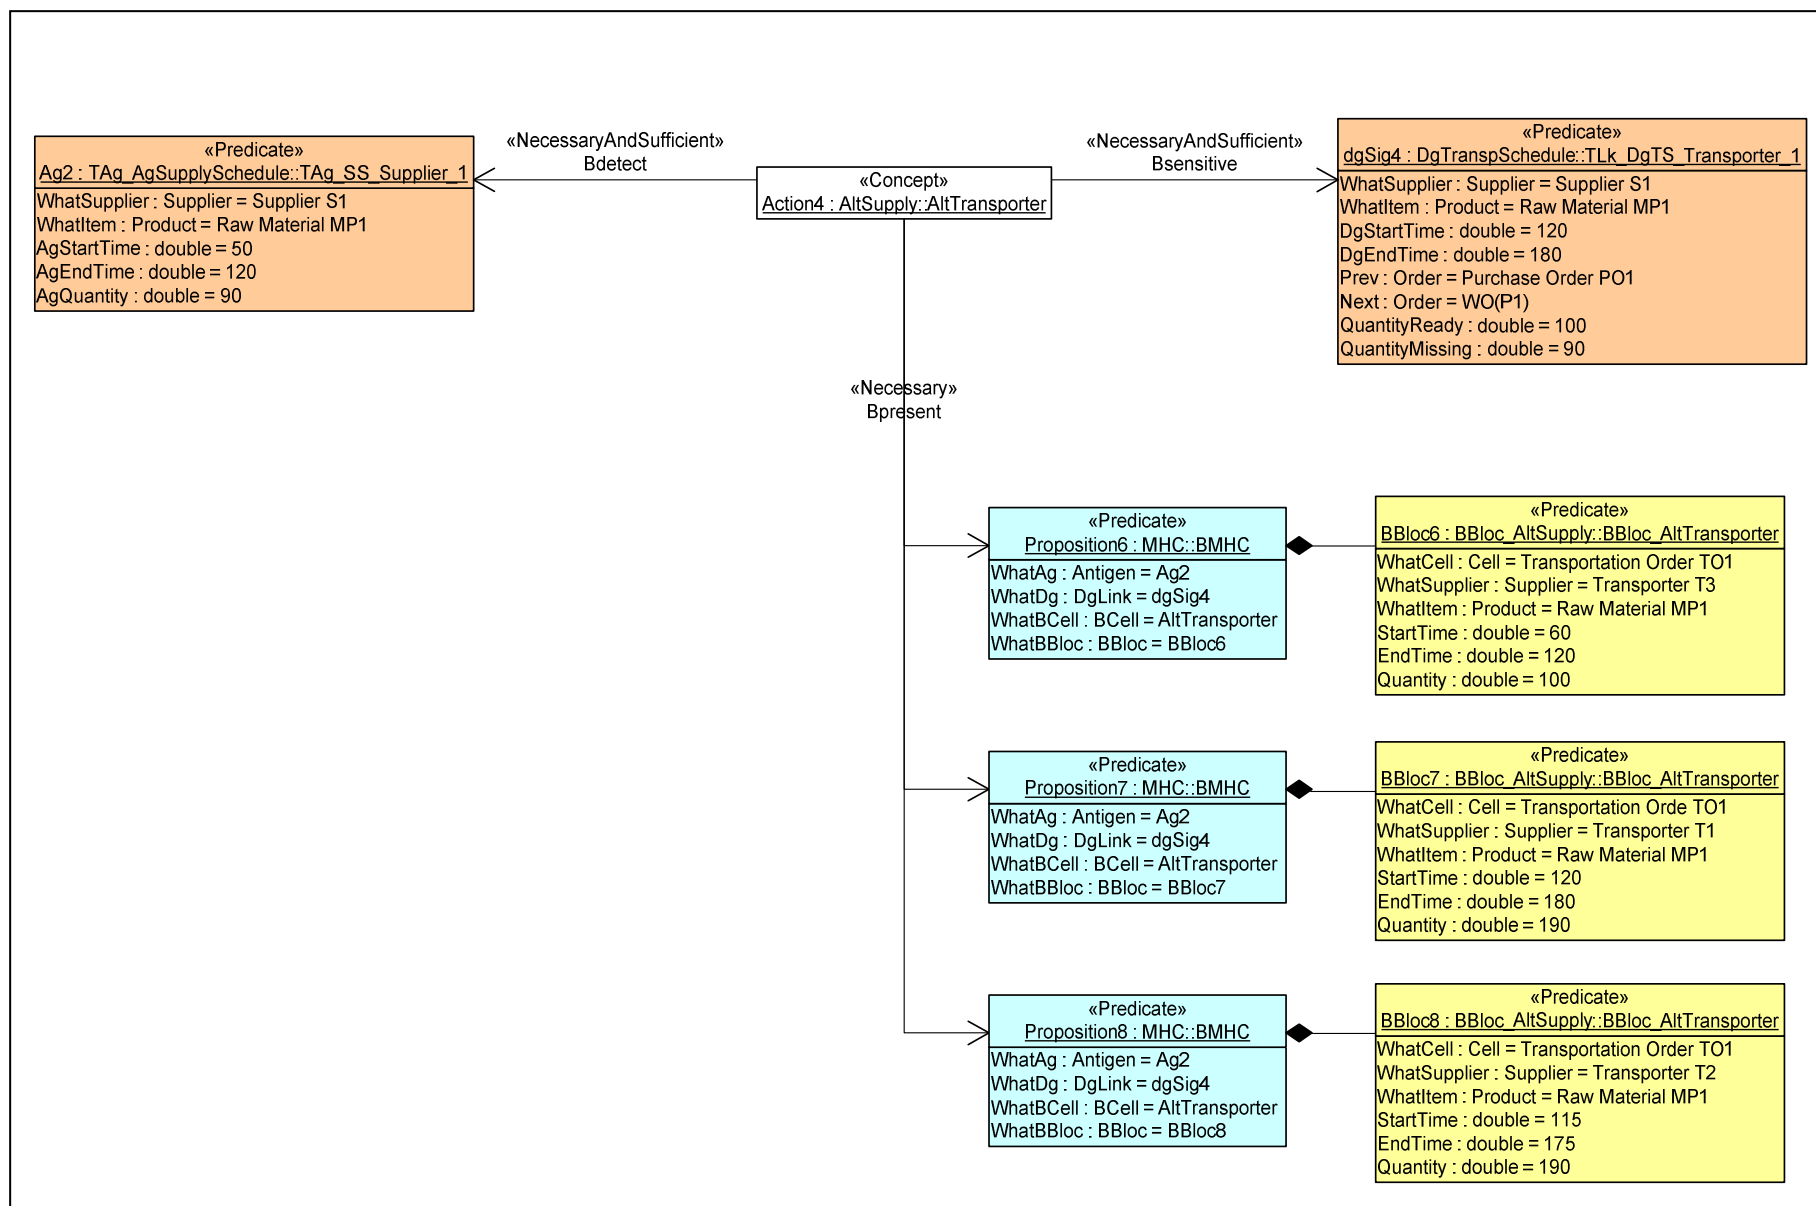 «Predicate»
Ag2 : TAg_AgSupplySchedule::TAg_SS_Supplier_1
WhatSupplier : Supplier = Supplier S1
WhatItem : Product = Raw Material MP1
AgStartTime : double = 50
AgEndTime : double = 120
AgQuantity : double = 90
«NecessaryAndSufficient»
Bdetect
«Concept»
Action4 : AltSupply::AltTransporter
«NecessaryAndSufficient»
Bsensitive
«Predicate»
dgSig4 : DgTranspSchedule::TLk_DgTS_Transporter_1
WhatSupplier : Supplier = Supplier S1
WhatItem : Product = Raw Material MP1
DgStartTime : double = 120
DgEndTime : double = 180
Prev : Order = Purchase Order PO1
Next : Order = WO(P1)
QuantityReady : double = 100
QuantityMissing : double = 90
«Necessary»
Bpresent
«Predicate»
Proposition6 : MHC::BMHC
WhatAg : Antigen = Ag2
WhatDg : DgLink = dgSig4
WhatBCell : BCell = AltTransporter
WhatBBloc : BBloc = BBloc6
«Predicate»
BBloc6 : BBloc_AltSupply::BBloc_AltTransporter
WhatCell : Cell = Transportation Order TO1
WhatSupplier : Supplier = Transporter T3
WhatItem : Product = Raw Material MP1
StartTime : double = 60
EndTime : double = 120
Quantity : double = 100
«Predicate»
Proposition7 : MHC::BMHC
WhatAg : Antigen = Ag2
WhatDg : DgLink = dgSig4
WhatBCell : BCell = AltTransporter
WhatBBloc : BBloc = BBloc7
«Predicate»
BBloc7 : BBloc_AltSupply::BBloc_AltTransporter
WhatCell : Cell = Transportation Orde TO1
WhatSupplier : Supplier = Transporter T1
WhatItem : Product = Raw Material MP1
StartTime : double = 120
EndTime : double = 180
Quantity : double = 190
«Predicate»
Proposition8 : MHC::BMHC
WhatAg : Antigen = Ag2
WhatDg : DgLink = dgSig4
WhatBCell : BCell = AltTransporter
WhatBBloc : BBloc = BBloc8
«Predicate»
BBloc8 : BBloc_AltSupply::BBloc_AltTransporter
WhatCell : Cell = Transportation Order TO1
WhatSupplier : Supplier = Transporter T2
WhatItem : Product = Raw Material MP1
StartTime : double = 115
EndTime : double = 175
Quantity : double = 190